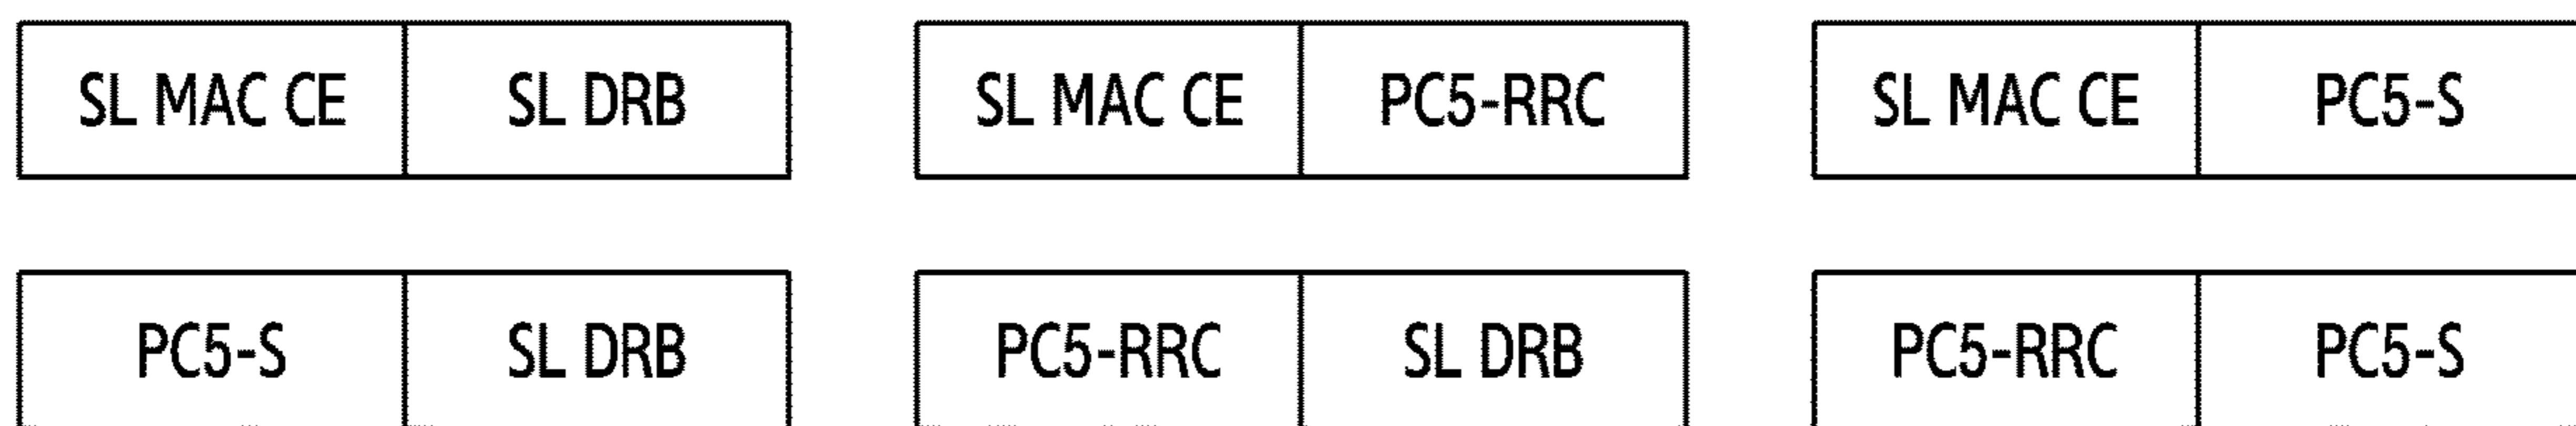 SL MAC CE SL DRB SL MAC CE PC5-RRC SL MAC CE PC5-S
PC5-S SL DRB PC5-RRC SL DRB PC5-RRC PC5-S